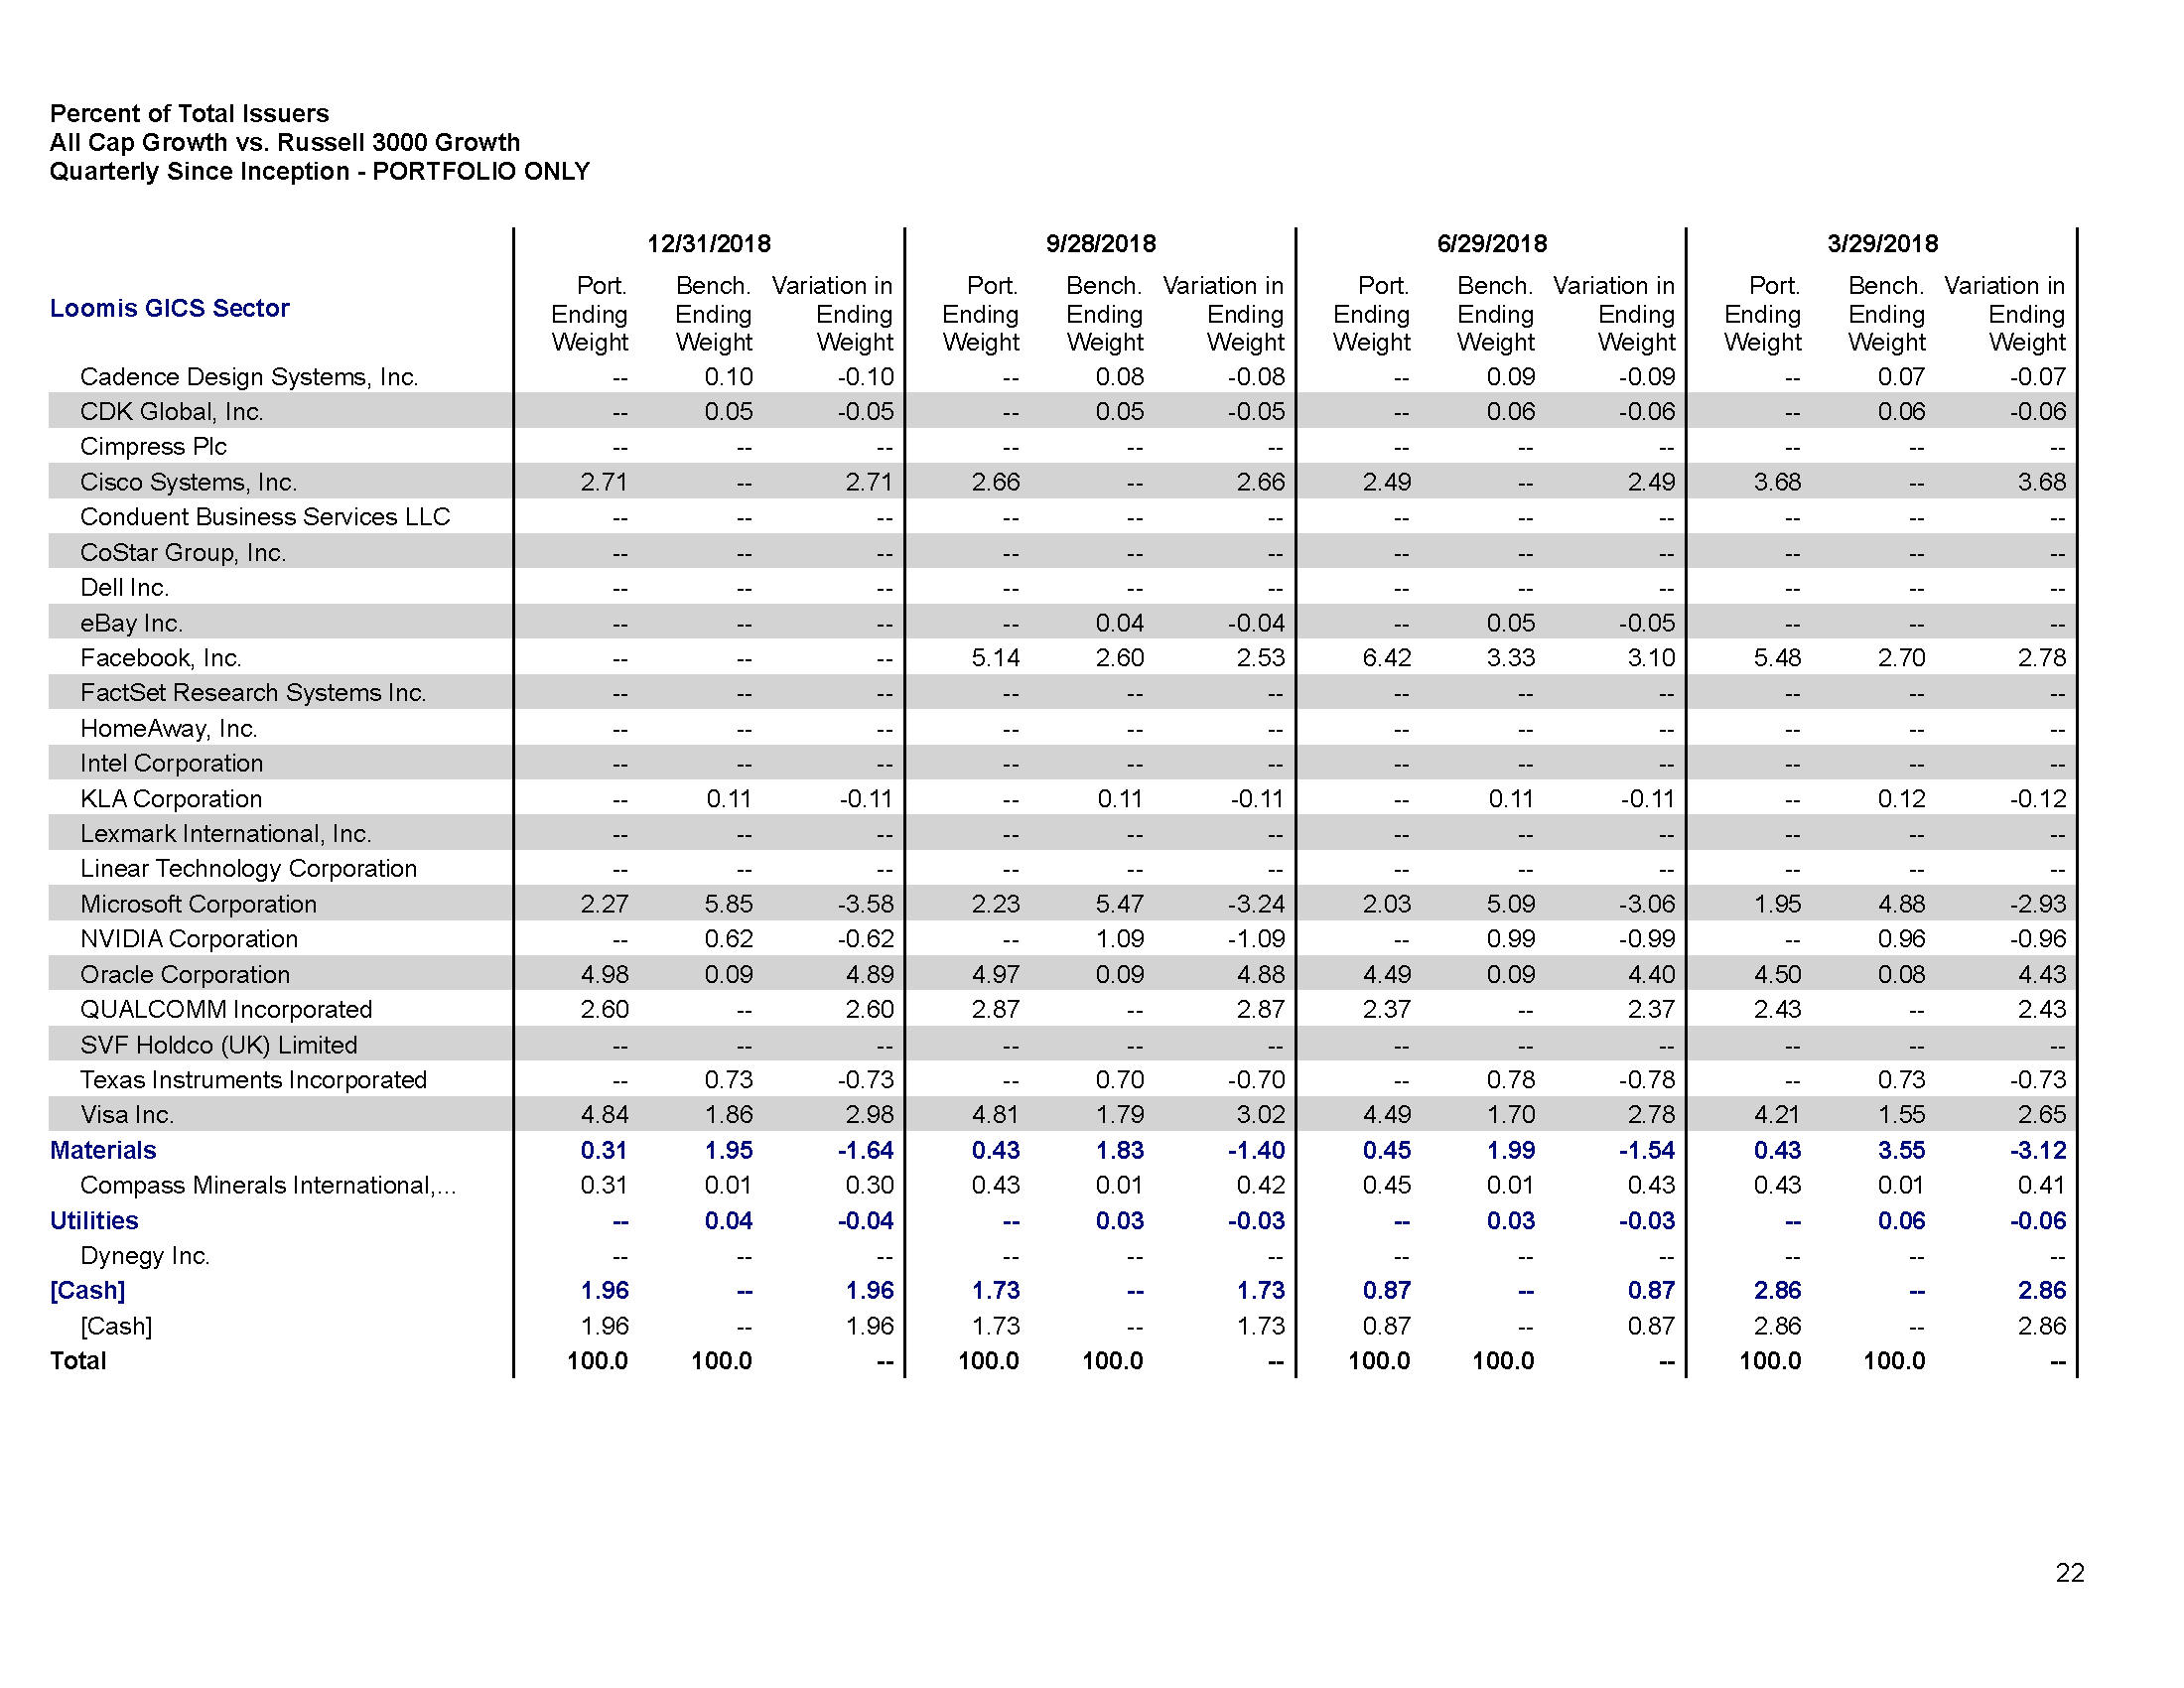 Percent of Total Issuers
All Cap Growth vs. Russell 3000 Growth
Quarterly Since Inception - PORTFOLIO ONLY
12/31/2018 9/28/2018 6/29/2018 3/29/2018
Loomis GICS Sector
Port. Bench. Variation in Port. Bench. Variation in Port. Bench. Variation in Port. Bench. Variation in
Ending Ending Ending Ending Ending Ending Ending Ending Ending Ending Ending Ending
Weight Weight Weight Weight Weight Weight Weight Weight Weight Weight Weight Weight
Cadence Design Systems, Inc. -- 0.10 -0.10 -- 0.08 -0.08 -- 0.09 -0.09 -- 0.07 -0.07
CDK Global, Inc. -- 0.05 -0.05 -- 0.05 -0.05 -- 0.06 -0.06 -- 0.06 -0.06
Cimpress Plc -- -- -- -- -- -- -- -- -- -- -- --
Cisco Systems, Inc. 2.71 -- 2.71 2.66 -- 2.66 2.49 -- 2.49 3.68 -- 3.68
Conduent Business Services LLC -- -- -- -- -- -- -- -- -- -- -- --
CoStar Group, Inc. -- -- -- -- -- -- -- -- -- -- -- --
Dell Inc. -- -- -- -- -- -- -- -- -- -- -- --
eBay Inc. -- -- -- -- 0.04 -0.04 -- 0.05 -0.05 -- -- --
Facebook, Inc. -- -- -- 5.14 2.60 2.53 6.42 3.33 3.10 5.48 2.70 2.78
FactSet Research Systems Inc. -- -- -- -- -- -- -- -- -- -- -- --
HomeAway, Inc. -- -- -- -- -- -- -- -- -- -- -- --
Intel Corporation -- -- -- -- -- -- -- -- -- -- -- --
KLA Corporation -- 0.11 -0.11 -- 0.11 -0.11 -- 0.11 -0.11 -- 0.12 -0.12
Lexmark International, Inc. -- -- -- -- -- -- -- -- -- -- -- --
Linear Technology Corporation -- -- -- -- -- -- -- -- -- -- -- --
Microsoft Corporation 2.27 5.85 -3.58 2.23 5.47 -3.24 2.03 5.09 -3.06 1.95 4.88 -2.93
NVIDIA Corporation -- 0.62 -0.62 -- 1.09 -1.09 -- 0.99 -0.99 -- 0.96 -0.96
Oracle Corporation 4.98 0.09 4.89 4.97 0.09 4.88 4.49 0.09 4.40 4.50 0.08 4.43
QUALCOMM Incorporated 2.60 -- 2.60 2.87 -- 2.87 2.37 -- 2.37 2.43 -- 2.43
SVF Holdco (UK) Limited -- -- -- -- -- -- -- -- -- -- -- --
Texas Instruments Incorporated -- 0.73 -0.73 -- 0.70 -0.70 -- 0.78 -0.78 -- 0.73 -0.73
Visa Inc. 4.84 1.86 2.98 4.81 1.79 3.02 4.49 1.70 2.78 4.21 1.55 2.65
Materials 0.31 1.95 -1.64 0.43 1.83 -1.40 0.45 1.99 -1.54 0.43 3.55 -3.12
Compass Minerals International,... 0.31 0.01 0.30 0.43 0.01 0.42 0.45 0.01 0.43 0.43 0.01 0.41
Utilities -- 0.04 -0.04 -- 0.03 -0.03 -- 0.03 -0.03 -- 0.06 -0.06
Dynegy Inc. -- -- -- -- -- -- -- -- -- -- -- --
[Cash] 1.96 -- 1.96 1.73 -- 1.73 0.87 -- 0.87 2.86 -- 2.86
[Cash] 1.96 -- 1.96 1.73 -- 1.73 0.87 -- 0.87 2.86 -- 2.86
Total 100.0 100.0 -- 100.0 100.0 -- 100.0 100.0 -- 100.0 100.0 --
22